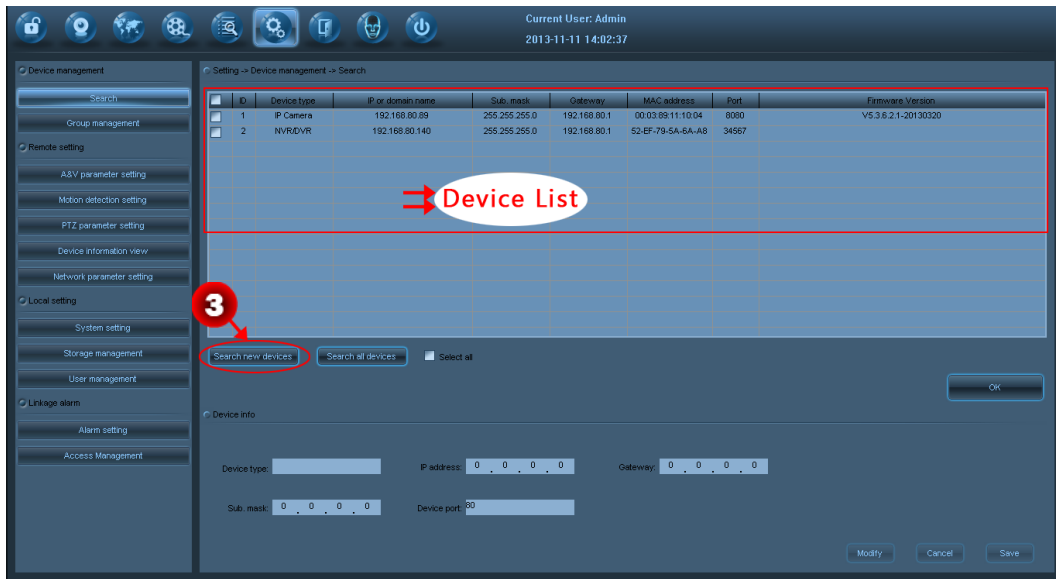 Current User: Admin
2013-11-11 14:02:37
Device management
Search
Group management
Remote setting
A&V parameter setting
Motion detection setting
PTZ parameter setting
Device information view
Network parameter setting
Local setting
System setting
Storage management
User management
Linkage alarm
Alarm setting
Access Management
Setting -> Device management -> Search
ID Device type IP or domain name Sub. mask Gateway MAC address Port Firmware Version
1 IP Camera 192.168.80.89 255.255.255.0 192.168.80.1 00:03:89:11:10:04 8080 V5.3.6.2.1-20130320
2 NVR/DVR 192.168.80.140 255.255.255.0 192.168.80.1 52-EF-79-5A-6A-A8 34567
Device List
3
Search new devices Search all devices Select all
OK
Device info
Device type: IP address: 0 . 0 . 0 . 0 Gateway: 0 . 0 . 0 . 0
Sub. mask: 0 . 0 . 0 . 0 Device port: 80
Modify Cancel Save